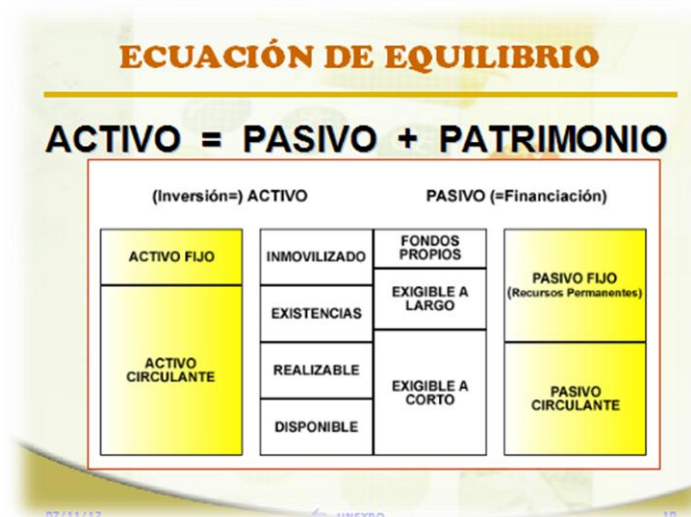 ECUACIÓN DE EQUILIBRIO
ACTIVO = PASIVO + PATRIMONIO
(Inversión=) ACTIVO
PASIVO (=Financiación)
ACTIVO FIJO
ACTIVO
CIRCULANTE
INMOVILIZADO
EXISTENCIAS
REALIZABLE
DISPONIBLE
FONDOS
PROPIOS
EXIGIBLE A
LARGO
EXIGIBLE A
CORTO
PASIVO FIJO
(Recursos Permanentes)
PASIVO
CIRCULANTE